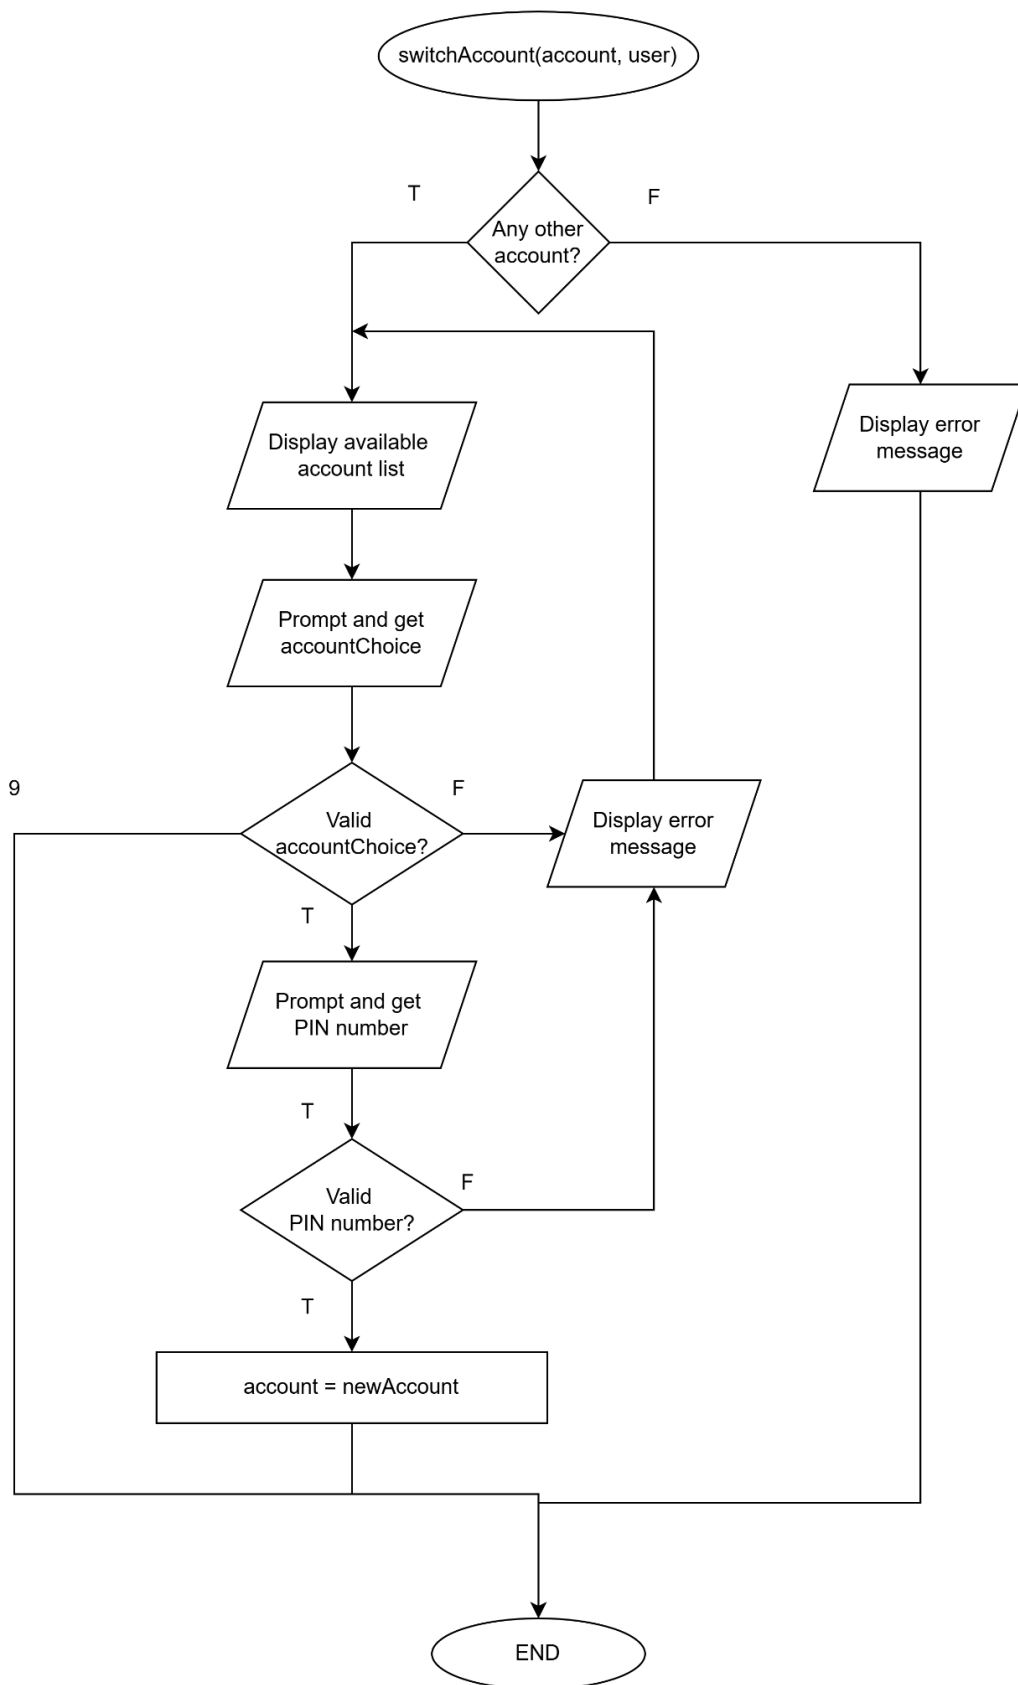 switchAccount(account, user)
T
F
Any other
account?
Display available
account list
Display error
message
Prompt and get
accountChoice
9
Valid
accountChoice?
F
Display error
message
T
Prompt and get
PIN number
T
Valid
PIN number?
F
T
account = newAccount
END